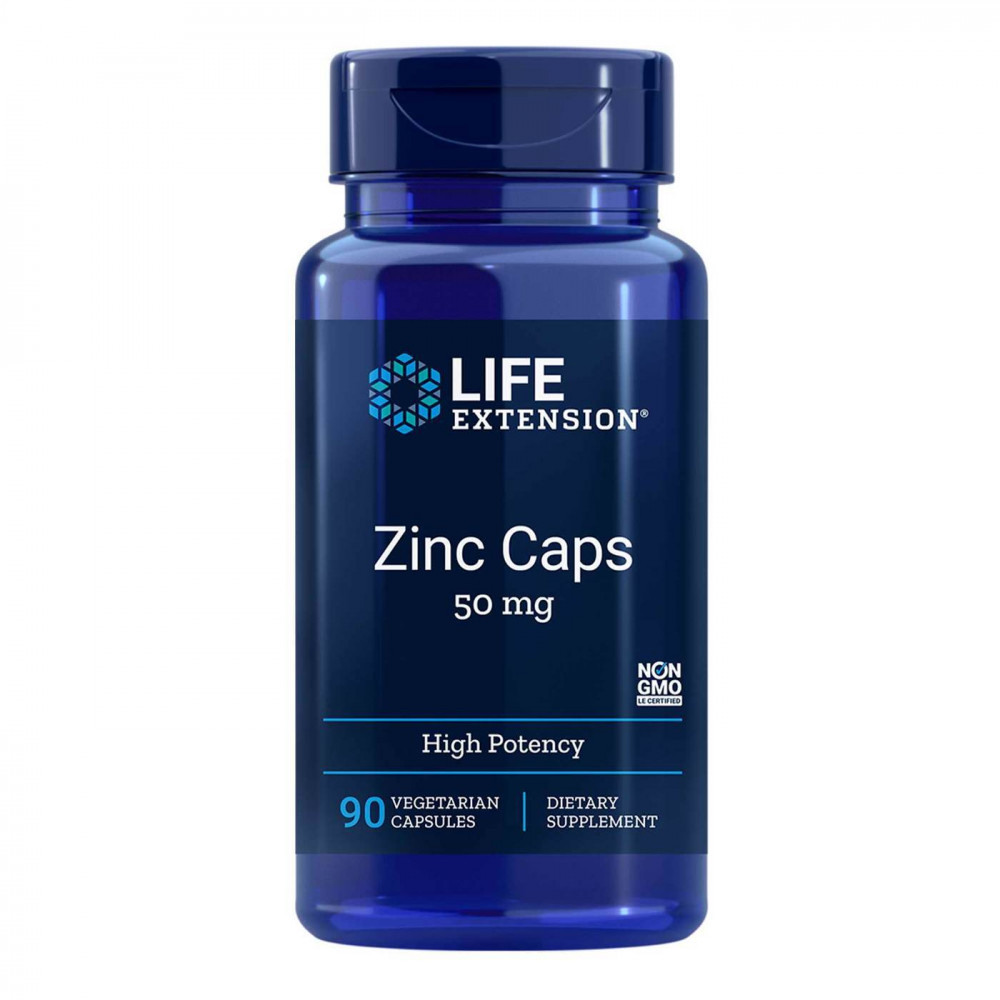 LIFE
EXTENSION®
Zinc Caps
50 mg
NON
GMO
LE CERTIFIED
High Potency
90 VEGETARIAN CAPSULES
DIETARY SUPPLEMENT